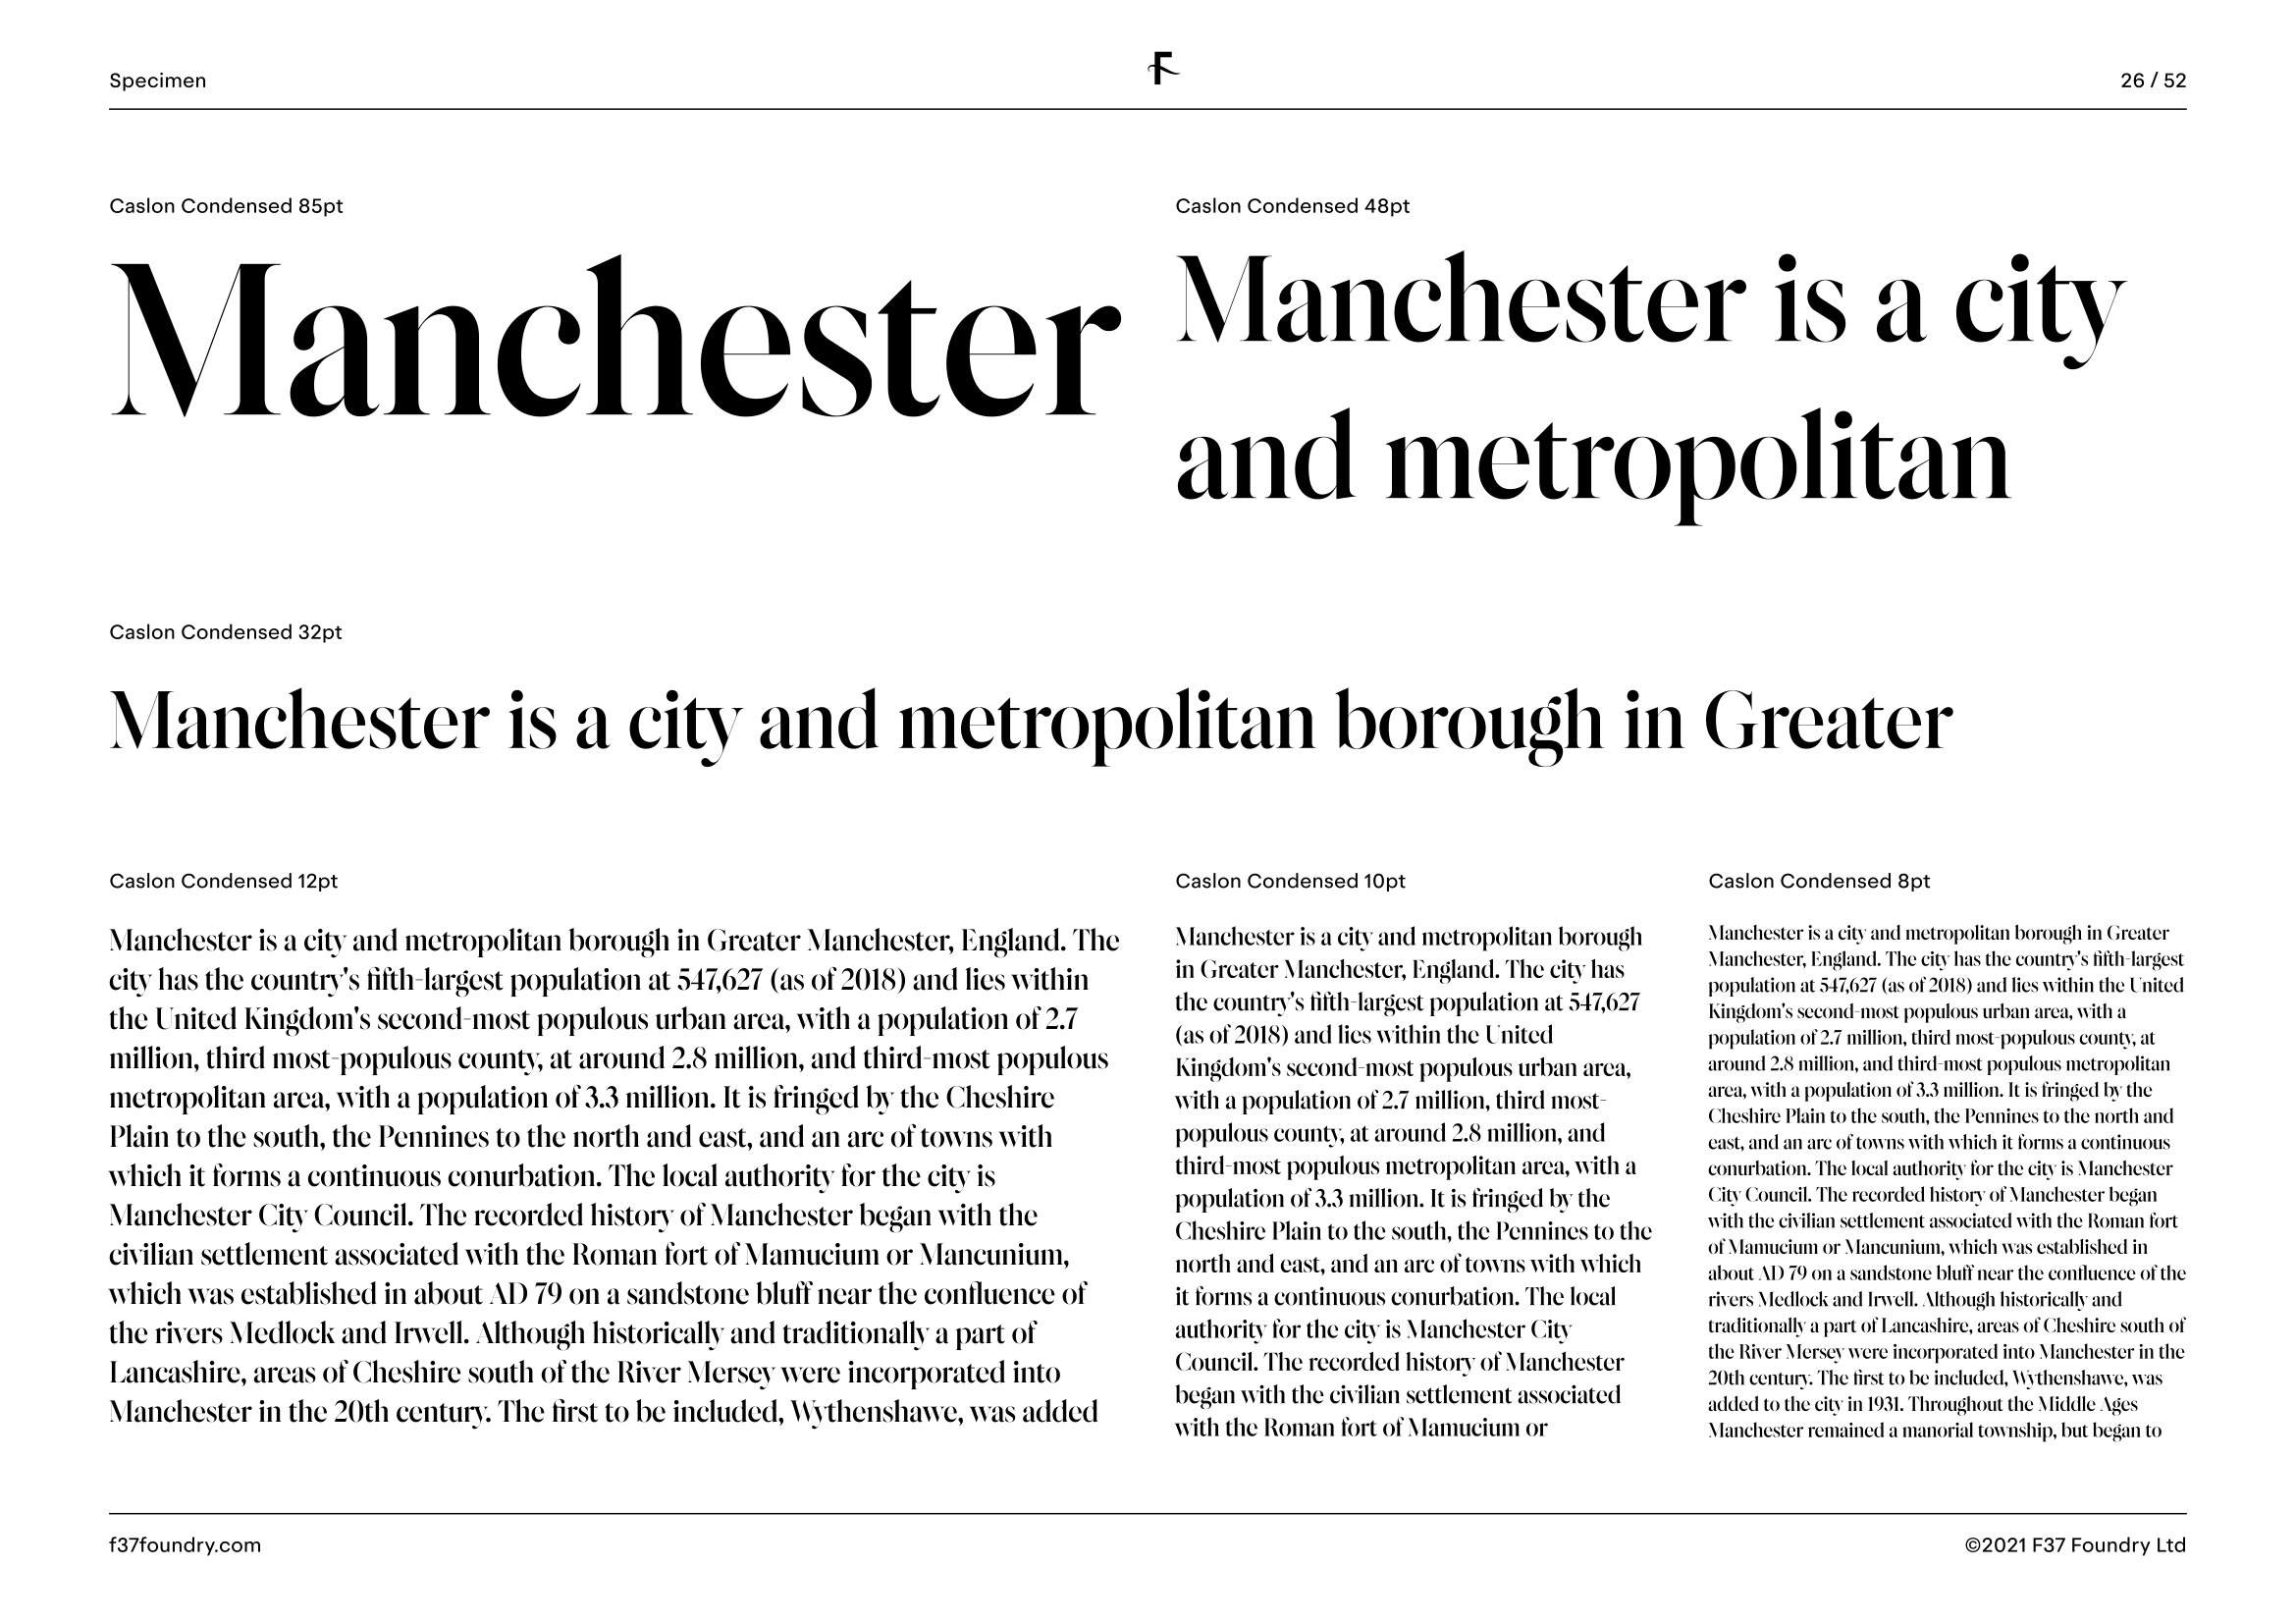 Specimen
F
26 / 52
Caslon Condensed 85pt
Manchester
Caslon Condensed 48pt
Manchester is a city
and metropolitan
Caslon Condensed 32pt
Manchester is a city and metropolitan borough in Greater
Caslon Condensed 12pt
Manchester is a city and metropolitan borough in Greater Manchester, England. The
city has the country's fifth-largest population at 547,627 (as of 2018) and lies within
the United Kingdom's second-most populous urban area, with a population of 2.7
million, third most-populous county, at around 2.8 million, and third-most populous
metropolitan area, with a population of 3.3 million. It is fringed by the Cheshire
Plain to the south, the Pennines to the north and east, and an arc of towns with
which it forms a continuous conurbation. The local authority for the city is
Manchester City Council. The recorded history of Manchester began with the
civilian settlement associated with the Roman fort of Mamucium or Mancunium,
which was established in about AD 79 on a sandstone bluff near the confluence of
the rivers Medlock and Irwell. Although historically and traditionally a part of
Lancashire, areas of Cheshire south of the River Mersey were incorporated into
Manchester in the 20th century. The first to be included, Wythenshawe, was added
Caslon Condensed 10pt
Manchester is a city and metropolitan borough
in Greater Manchester, England. The city has
the country's fifth-largest population at 547,627
(as of 2018) and lies within the United
Kingdom's second-most populous urban area,
with a population of 2.7 million, third most-
populous county, at around 2.8 million, and
third-most populous metropolitan area, with a
population of 3.3 million. It is fringed by the
Cheshire Plain to the south, the Pennines to the
north and east, and an arc of towns with which
it forms a continuous conurbation. The local
authority for the city is Manchester City
Council. The recorded history of Manchester
began with the civilian settlement associated
with the Roman fort of Mamucium or
Caslon Condensed 8pt
Manchester is a city and metropolitan borough in Greater
Manchester, England. The city has the country's fifth-largest
population at 547,627 (as of 2018) and lies within the United
Kingdom's second-most populous urban area, with a
population of 2.7 million, third most-populous county, at
around 2.8 million, and third-most populous metropolitan
area, with a population of 3.3 million. It is fringed by the
Cheshire Plain to the south, the Pennines to the north and
east, and an arc of towns with which it forms a continuous
conurbation. The local authority for the city is Manchester
City Council. The recorded history of Manchester began
with the civilian settlement associated with the Roman fort
of Mamucium or Mancunium, which was established in
about AD 79 on a sandstone bluff near the confluence of the
rivers Medlock and Irwell. Although historically and
traditionally a part of Lancashire, areas of Cheshire south of
the River Mersey were incorporated into Manchester in the
20th century. The first to be included, Wythenshawe, was
added to the city in 1931. Throughout the Middle Ages
Manchester remained a manorial township, but began to
f37foundry.com
©2021 F37 Foundry Ltd